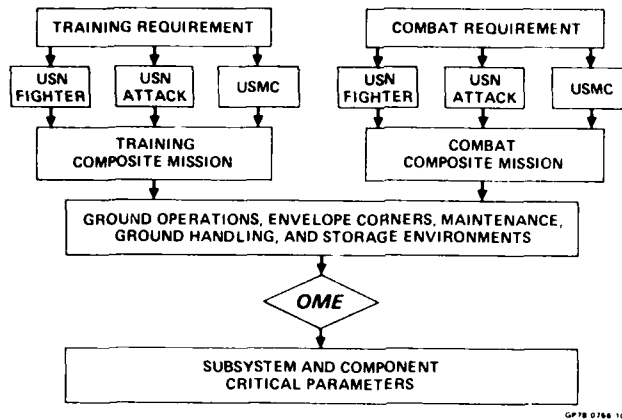 TRAINING REQUIREMENT
COMBAT REQUIREMENT
USN
FIGHTER
USN
ATTACK
USMC
USN
FIGHTER
USN
ATTACK
USMC
TRAINING
COMPOSITE MISSION
COMBAT
COMPOSITE MISSION
GROUND OPERATIONS, ENVELOPE CORNERS, MAINTENANCE,
GROUND HANDLING, AND STORAGE ENVIRONMENTS
OME
SUBSYSTEM AND COMPONENT
CRITICAL PARAMETERS